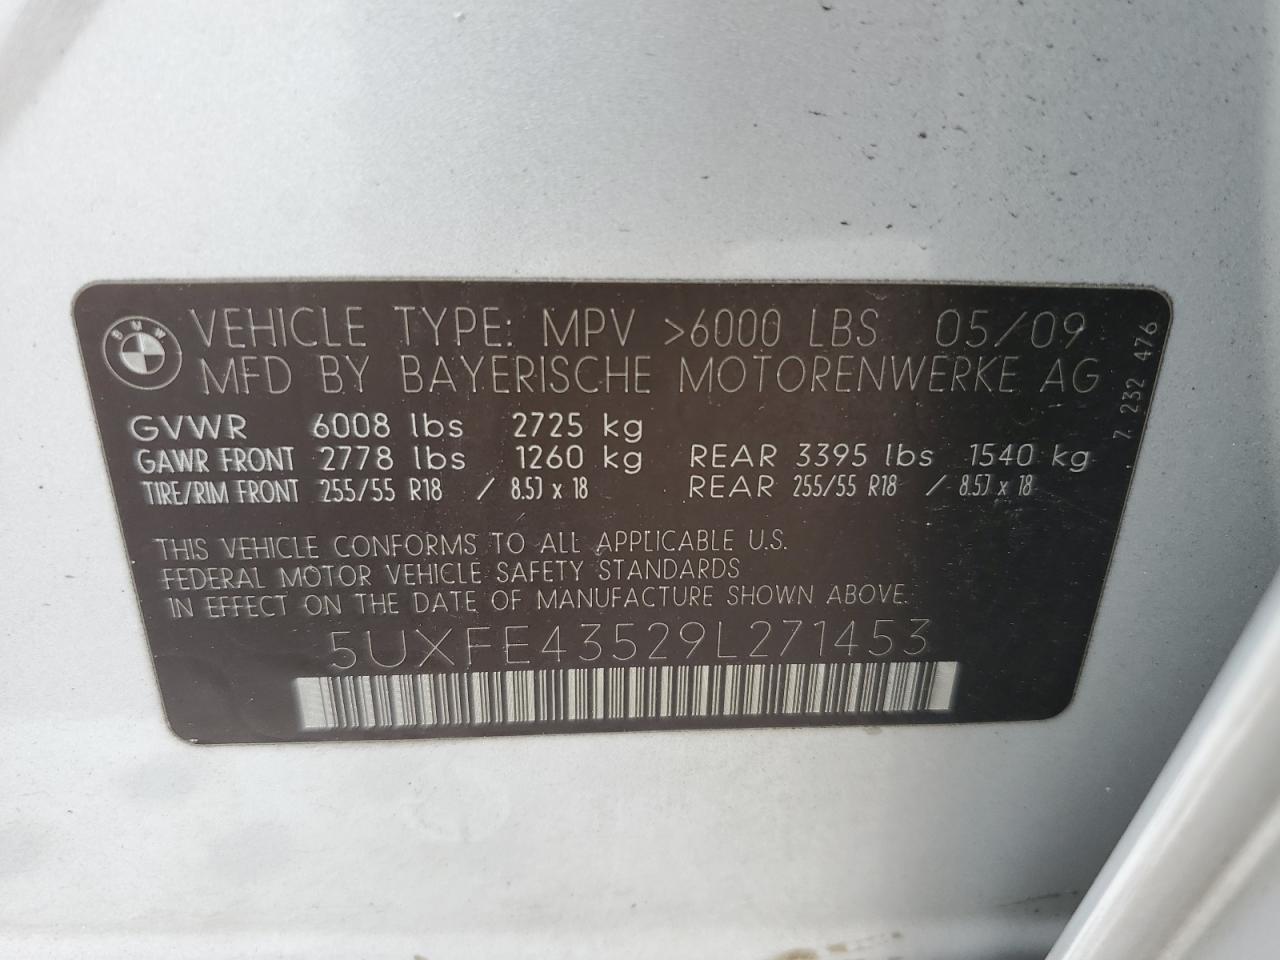 BMW
VEHICLE TYPE: MPV >6000 LBS 05/09
MFD BY BAYERISCHE MOTORENWERKE AG
GVWR 6008 lbs 2725 kg
GAWR FRONT 2778 lbs 1260 kg REAR 3395 lbs 1540 kg
TIRE/RIM FRONT 255/55 R18 / 8.5J x 18 REAR 255/55 R18 / 8.5J x 18
THIS VEHICLE CONFORMS TO ALL APPLICABLE U.S.
FEDERAL MOTOR VEHICLE SAFETY STANDARDS
IN EFFECT ON THE DATE OF MANUFACTURE SHOWN ABOVE.
5UXFE43529L271453
7. 232 476